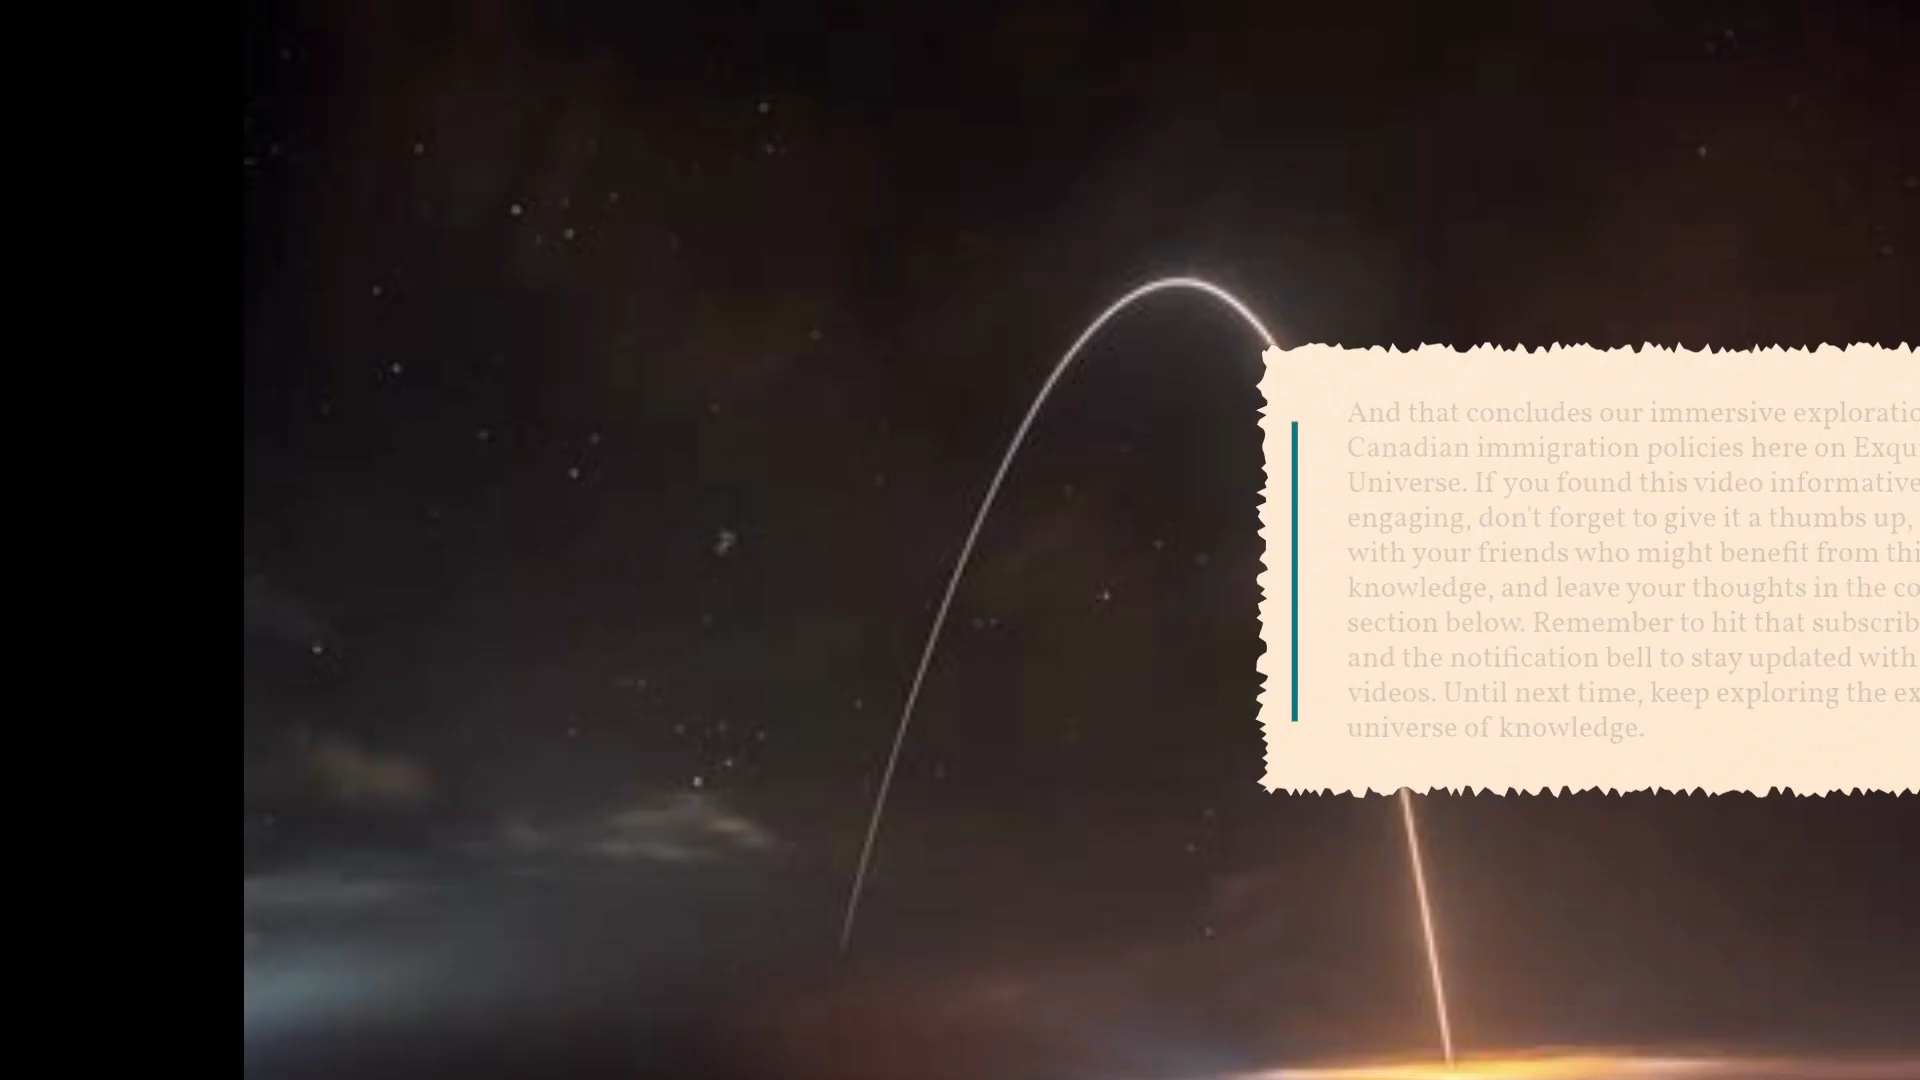 And that concludes our immersive exploratio
Canadian immigration policies here on Exqu
Universe. If you found this video informative
engaging, don't forget to give it a thumbs up,
with your friends who might benefit from thi
knowledge, and leave your thoughts in the co
section below. Remember to hit that subscrib
and the notification bell to stay updated with
videos. Until next time, keep exploring the ex
universe of knowledge.